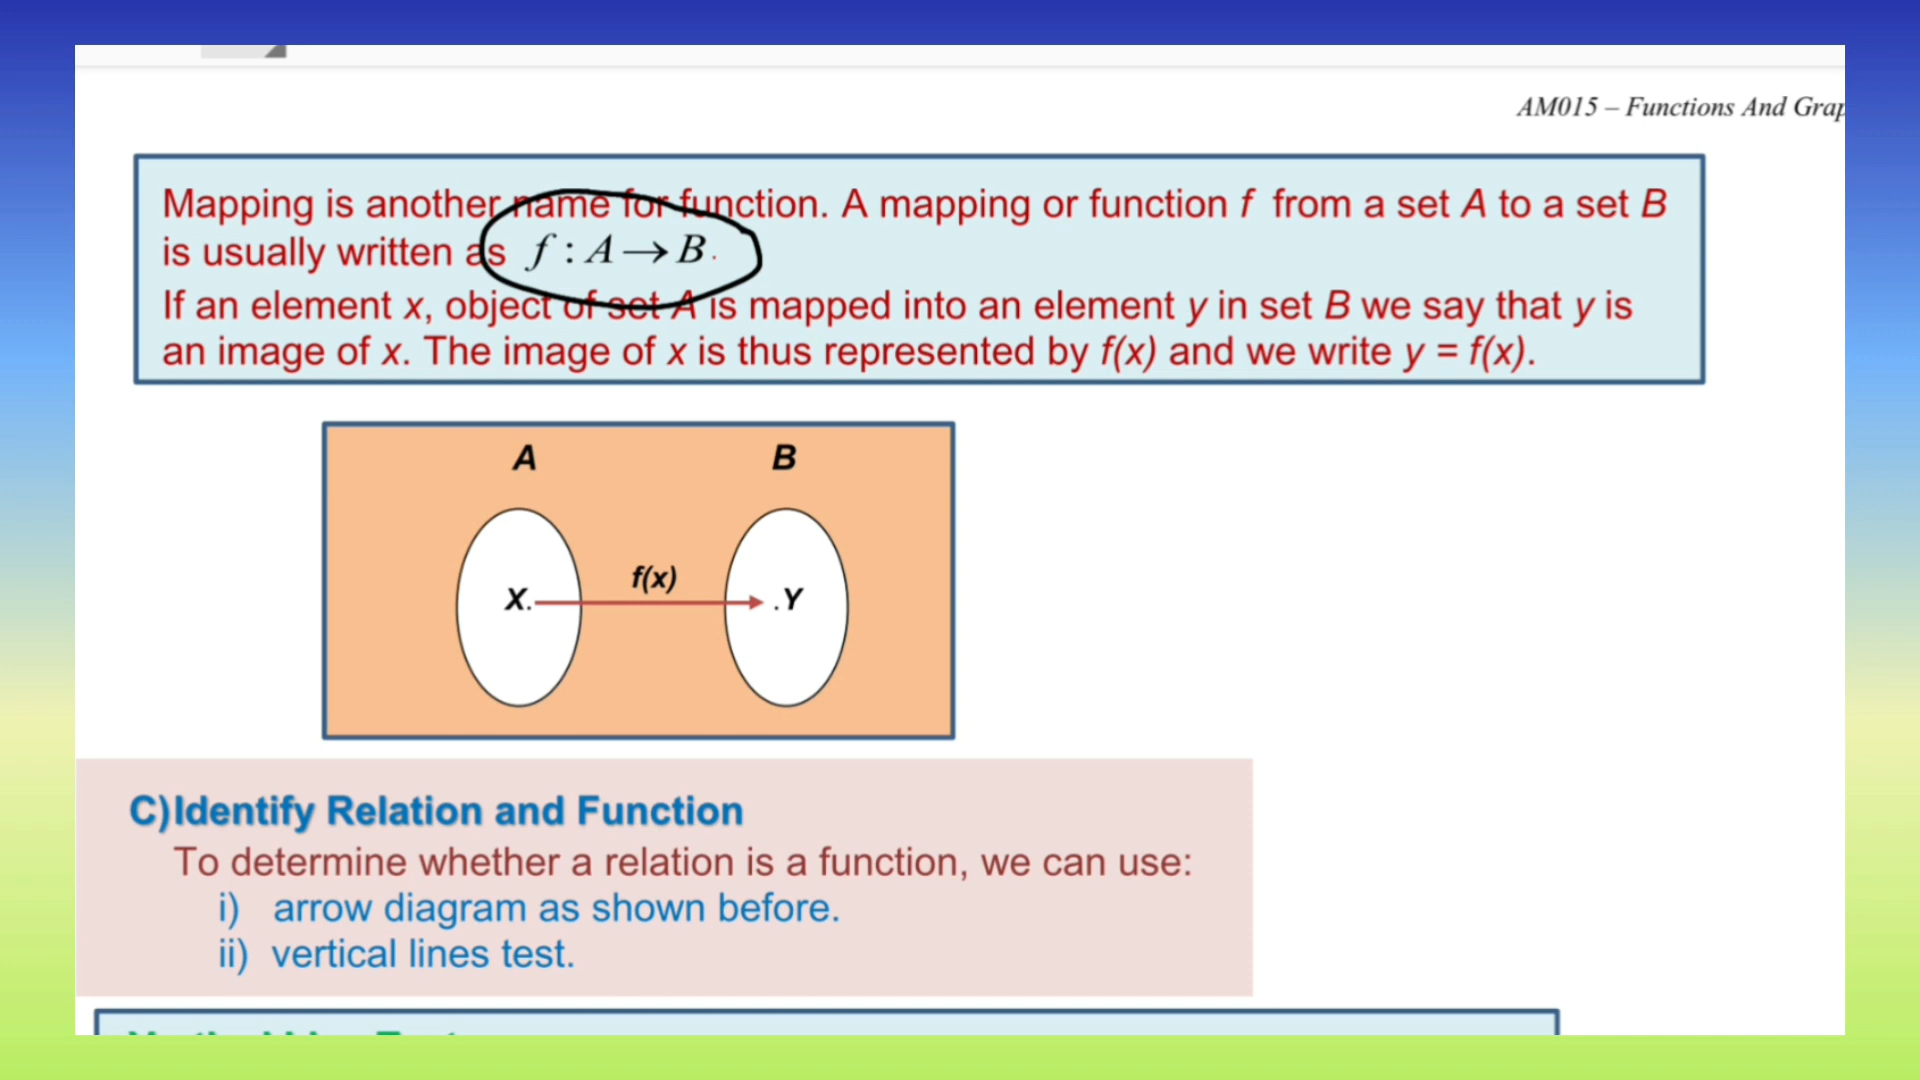 AM015 – Functions And Grap
Mapping is another name for function. A mapping or function f from a set A to a set B
is usually written as f : A → B.
If an element x, object of set A is mapped into an element y in set B we say that y is
an image of x. The image of x is thus represented by f(x) and we write y = f(x).
A B
f(x)
X. .Y
C) Identify Relation and Function
To determine whether a relation is a function, we can use:
i) arrow diagram as shown before.
ii) vertical lines test.